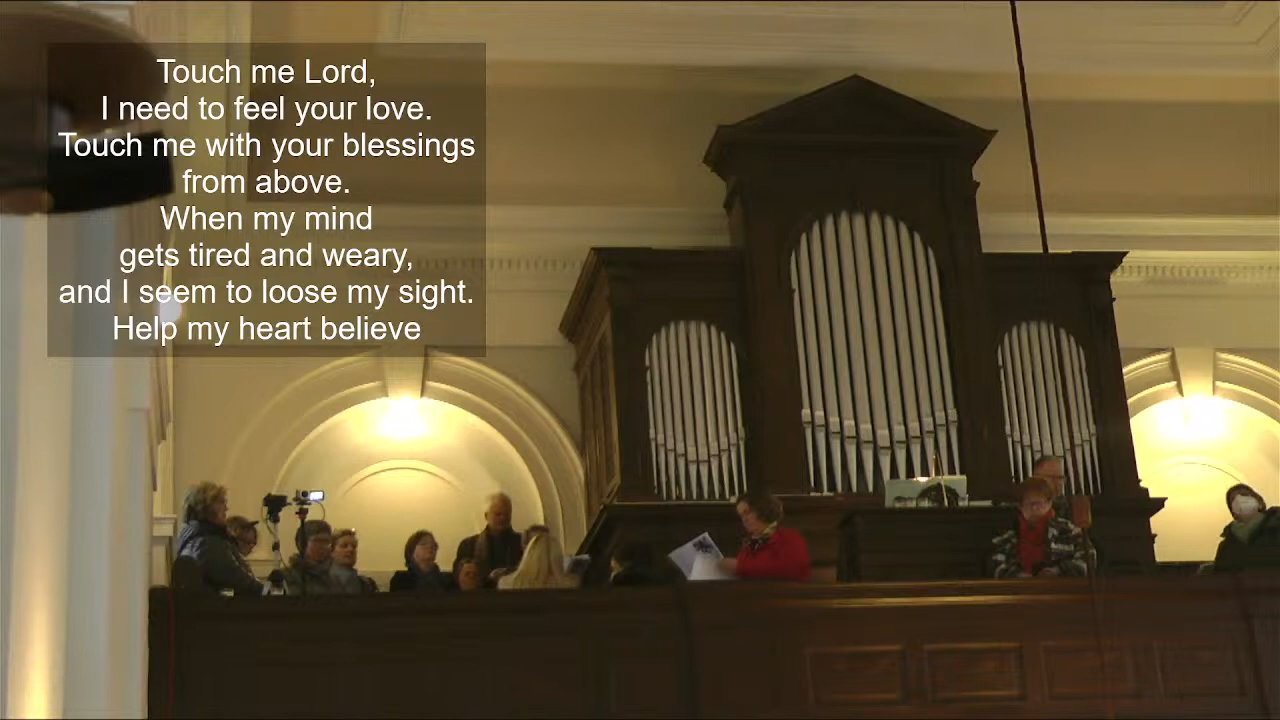 Touch me Lord,
I need to feel your love.
Touch me with your blessings
from above.
When my mind
gets tired and weary,
and I seem to loose my sight.
Help my heart believe